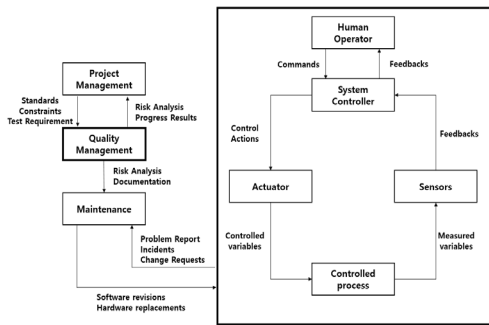 Human
Operator
Commands
Feedbacks
Project
Management
System
Controller
Standards
Constraints
Test Requirement
Risk Analysis
Progress Results
Control
Actions
Feedbacks
Quality
Management
Risk Analysis
Documentation
Actuator
Sensors
Maintenance
Problem Report
Incidents
Change Requests
Controlled
variables
Measured
variables
Controlled
process
Software revisions
Hardware replacements